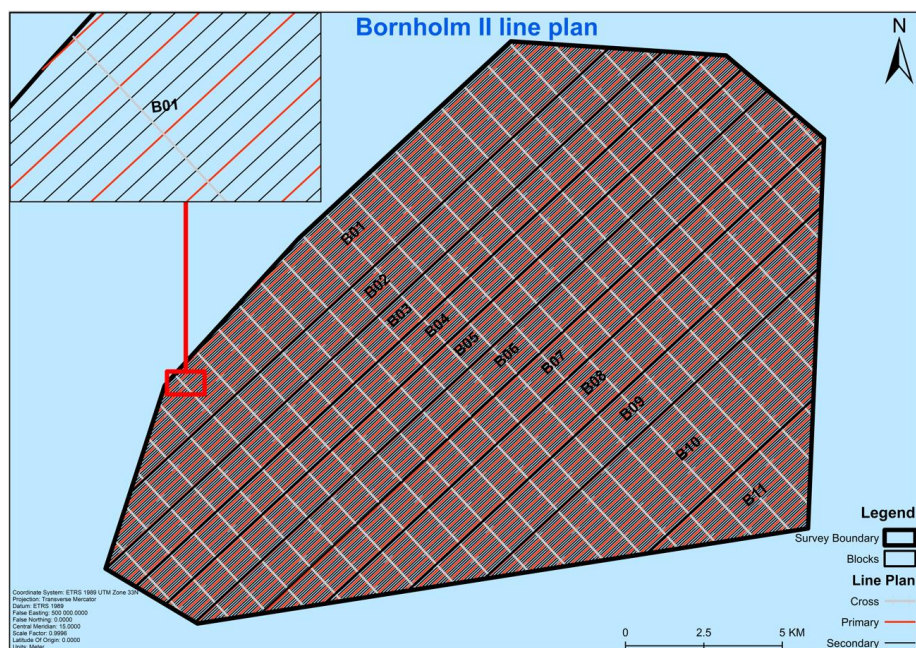 Bornholm II line plan
N
B01
B01
B02
B03
B04
B05
B06
B07
B08
B09
B10
B11
Legend
Survey Boundary
Blocks
Line Plan
Cross
Primary
Secondary
Coordinate System: ETRS 1989 UTM Zone 33N
Projection: Transverse Mercator
Datum: ETRS 1989
False Easting: 500 000.0000
False Northing: 0.0000
Central Meridian: 15.0000
Scale Factor: 0.9996
Latitude Of Origin: 0.0000
Units: Meter
0 2.5 5 KM